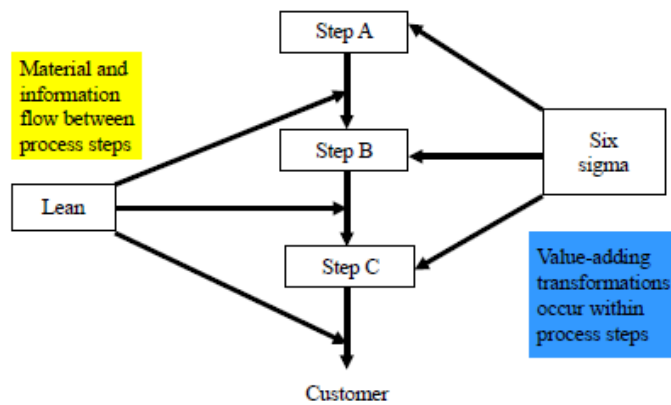 Step A
Material and
information
flow between
process steps
Step B
Six
sigma
Lean
Step C
Value-adding
transformations
occur within
process steps
Customer